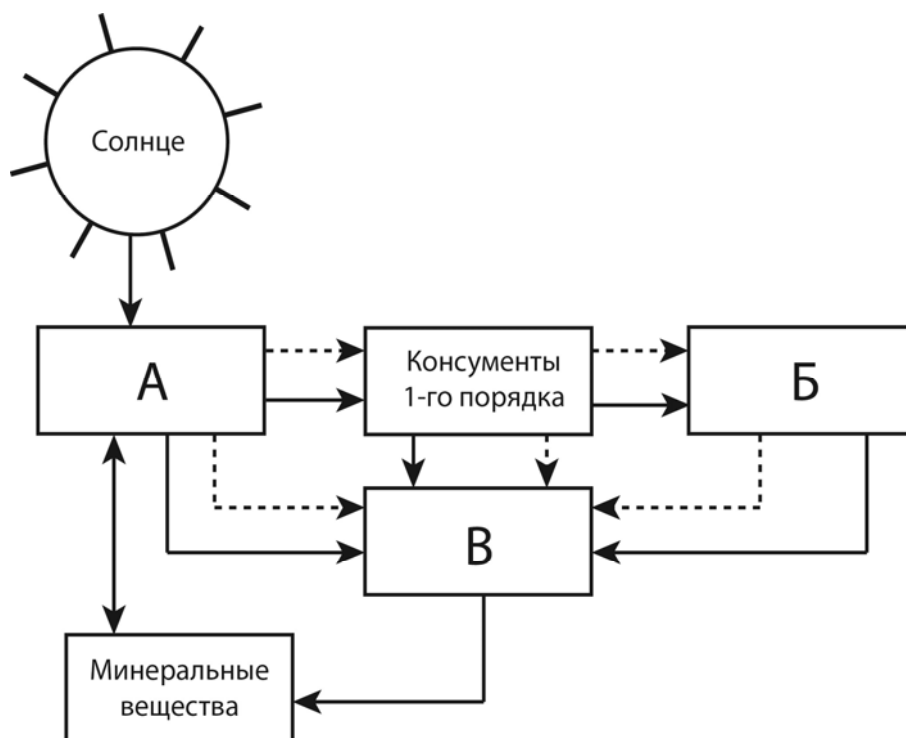 Солнце
А
Консументы
1-го порядка
Б
В
Минеральные
вещества